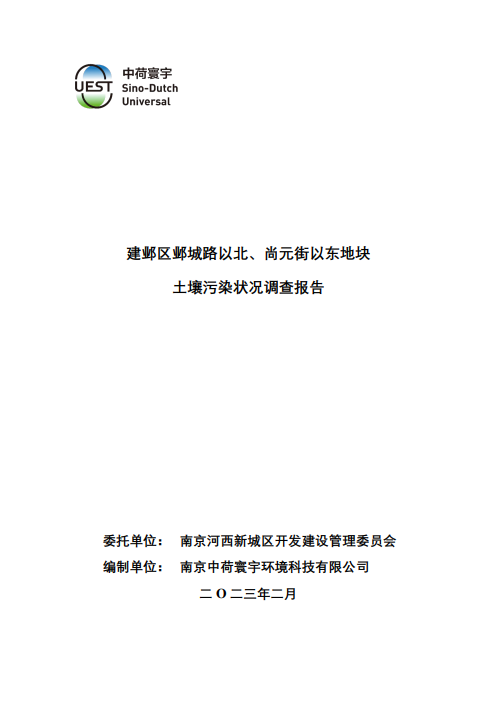 UEST
中荷寰宇
Sino-Dutch
Universal
建邺区邺城路以北、尚元街以东地块
土壤污染状况调查报告
委托单位： 南京河西新城区开发建设管理委员会
编制单位： 南京中荷寰宇环境科技有限公司
二 O 二三年二月